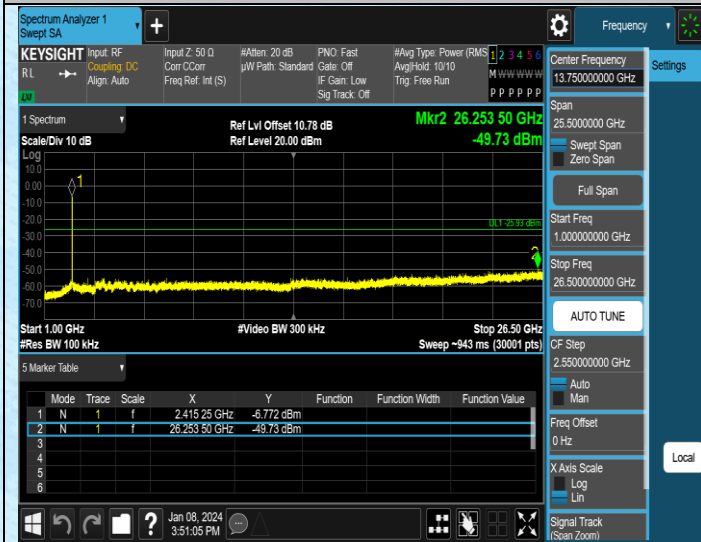 Spectrum Analyzer 1
Swept SA
Frequency
KEYSIGHT
RL
LXI
Input: RF
Coupling: DC
Align: Auto
Input Z: 50 Ω
Corr CCorr
Freq Ref: Int (S)
#Atten: 20 dB
µW Path: Standard
PNO: Fast
Gate: Off
IF Gain: Low
Sig Track: Off
#Avg Type: Power (RMS
Avg|Hold: 10/10
Trig: Free Run
1 2 3 4 5 6
M W W W W W
P P P P P P
1 Spectrum
Scale/Div 10 dB
Log
Ref Lvl Offset 10.78 dB
Ref Level 20.00 dBm
Mkr2 26.253 50 GHz
-49.73 dBm
10.0
0.00
-10.0
-20.0
-30.0
-40.0
-50.0
-60.0
-70.0
1
DL1 -25.93 dBm
2
Start 1.00 GHz
#Res BW 100 kHz
#Video BW 300 kHz
Stop 26.50 GHz
Sweep ~943 ms (30001 pts)
5 Marker Table
Mode Trace Scale X Y Function Function Width Function Value
1 N 1 f 2.415 25 GHz -6.772 dBm
2 N 1 f 26.253 50 GHz -49.73 dBm
3
4
5
6
Jan 08, 2024
3:51:05 PM
Center Frequency
13.750000000 GHz
Span
25.5000000 GHz
Swept Span
Zero Span
Full Span
Start Freq
1.000000000 GHz
Stop Freq
26.500000000 GHz
AUTO TUNE
CF Step
2.550000000 GHz
Auto
Man
Freq Offset
0 Hz
X Axis Scale
Log
Lin
Signal Track
(Span Zoom)
Settings
Local